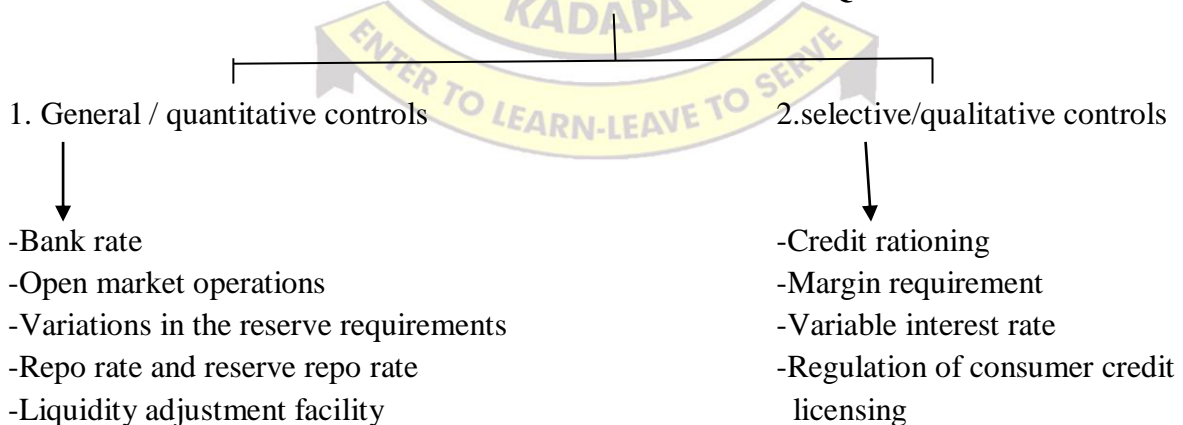 KADAPA
ENTER TO LEARN-LEAVE TO SERVE
1. General / quantitative controls
2.selective/qualitative controls
-Bank rate
-Open market operations
-Variations in the reserve requirements
-Repo rate and reserve repo rate
-Liquidity adjustment facility
-Credit rationing
-Margin requirement
-Variable interest rate
-Regulation of consumer credit
licensing